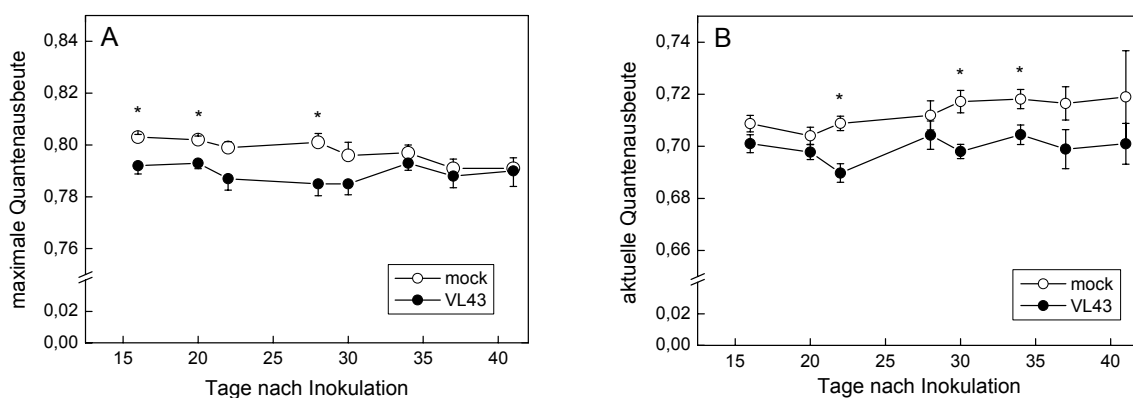 A
maximale Quantenausbeute
0,84
0,82
0,80
0,78
0,76
0,02
0,00
* * *
mock
VL43
15 20 25 30 35 40
Tage nach Inokulation
B
aktuelle Quantenausbeute
0,74
0,72
0,70
0,68
0,66
0,02
0,00
* * *
mock
VL43
15 20 25 30 35 40
Tage nach Inokulation